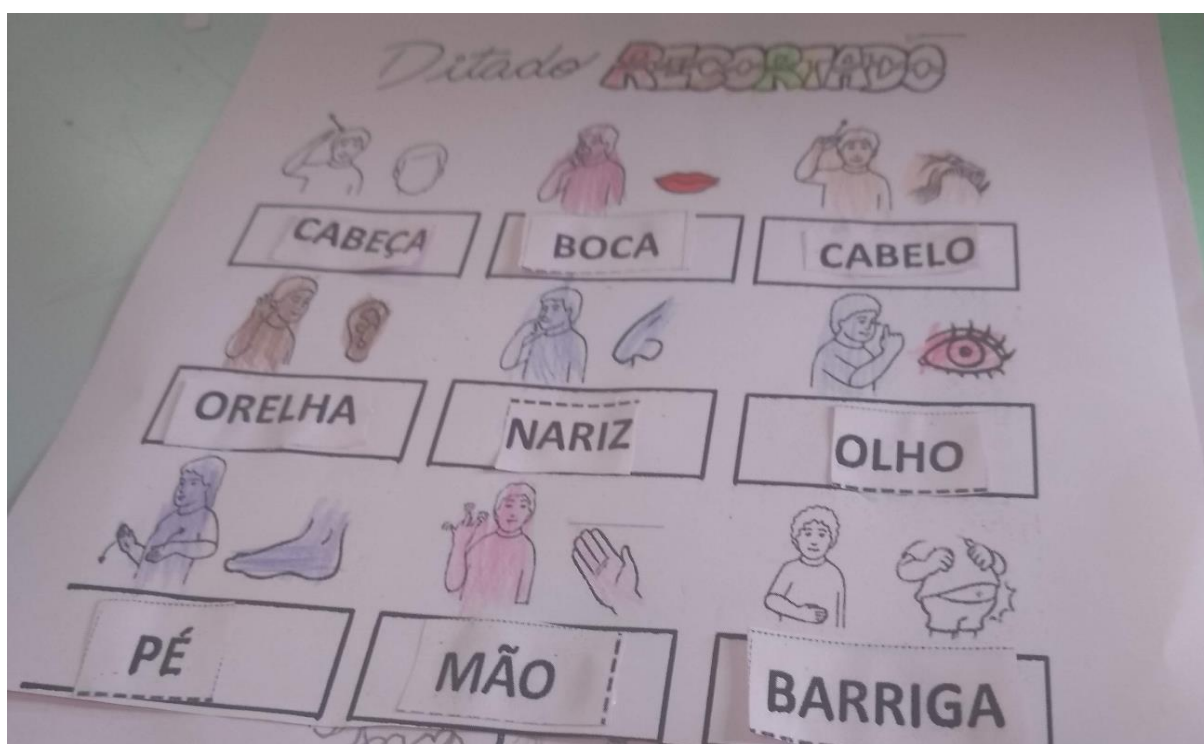 Ditado RECORTADO
CABEÇA BOCA CABELO
ORELHA NARIZ OLHO
PÉ MÃO BARRIGA